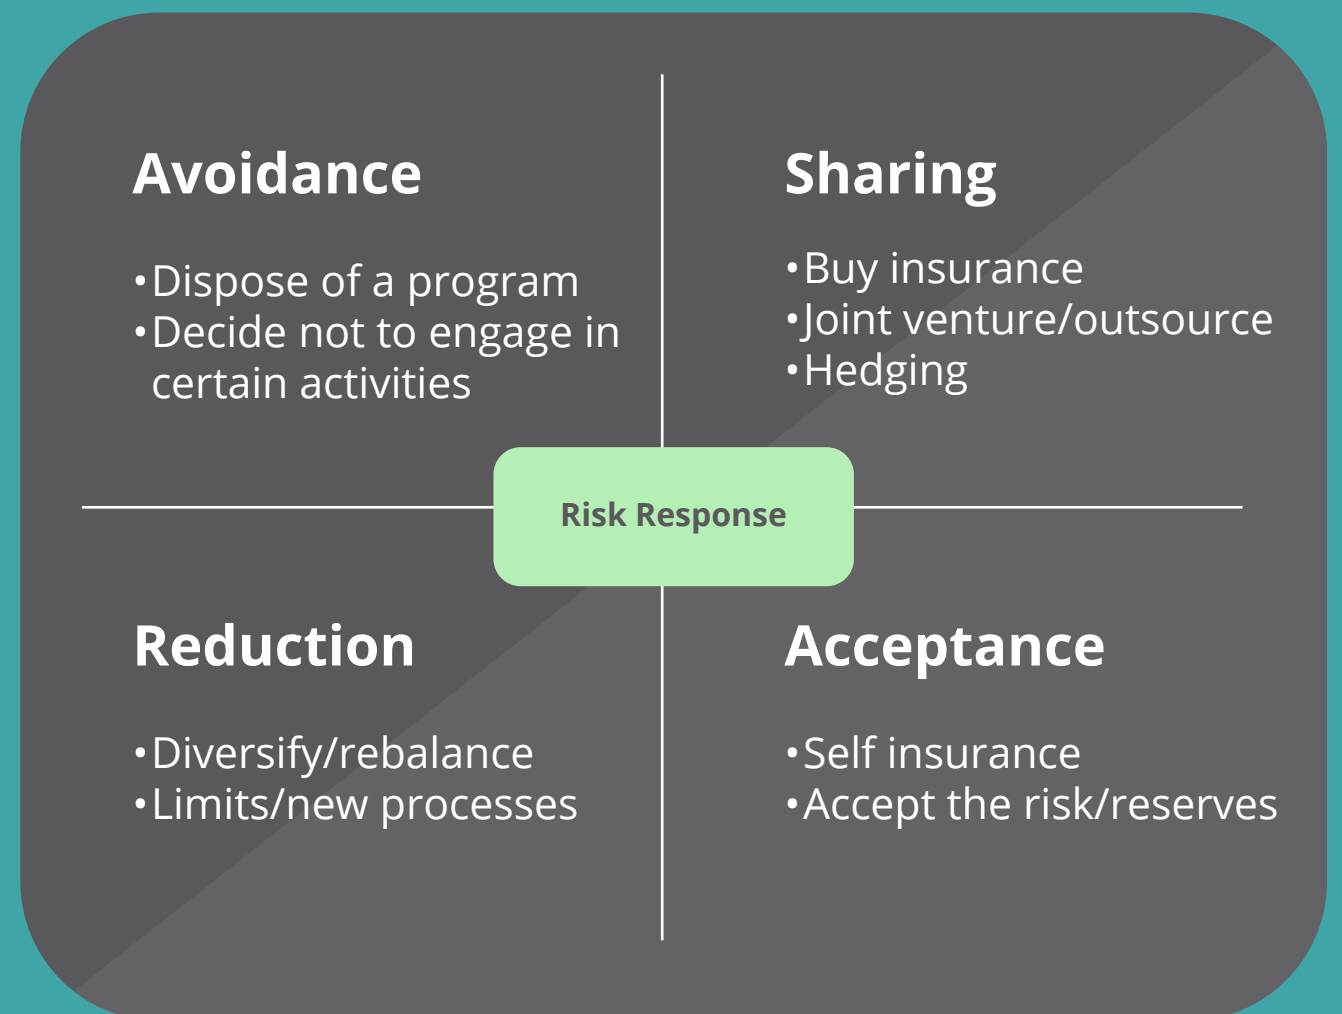 Avoidance
•Dispose of a program
•Decide not to engage in
certain activities
Sharing
•Buy insurance
•Joint venture/outsource
•Hedging
Risk Response
Reduction
•Diversify/rebalance
•Limits/new processes
Acceptance
•Self insurance
•Accept the risk/reserves